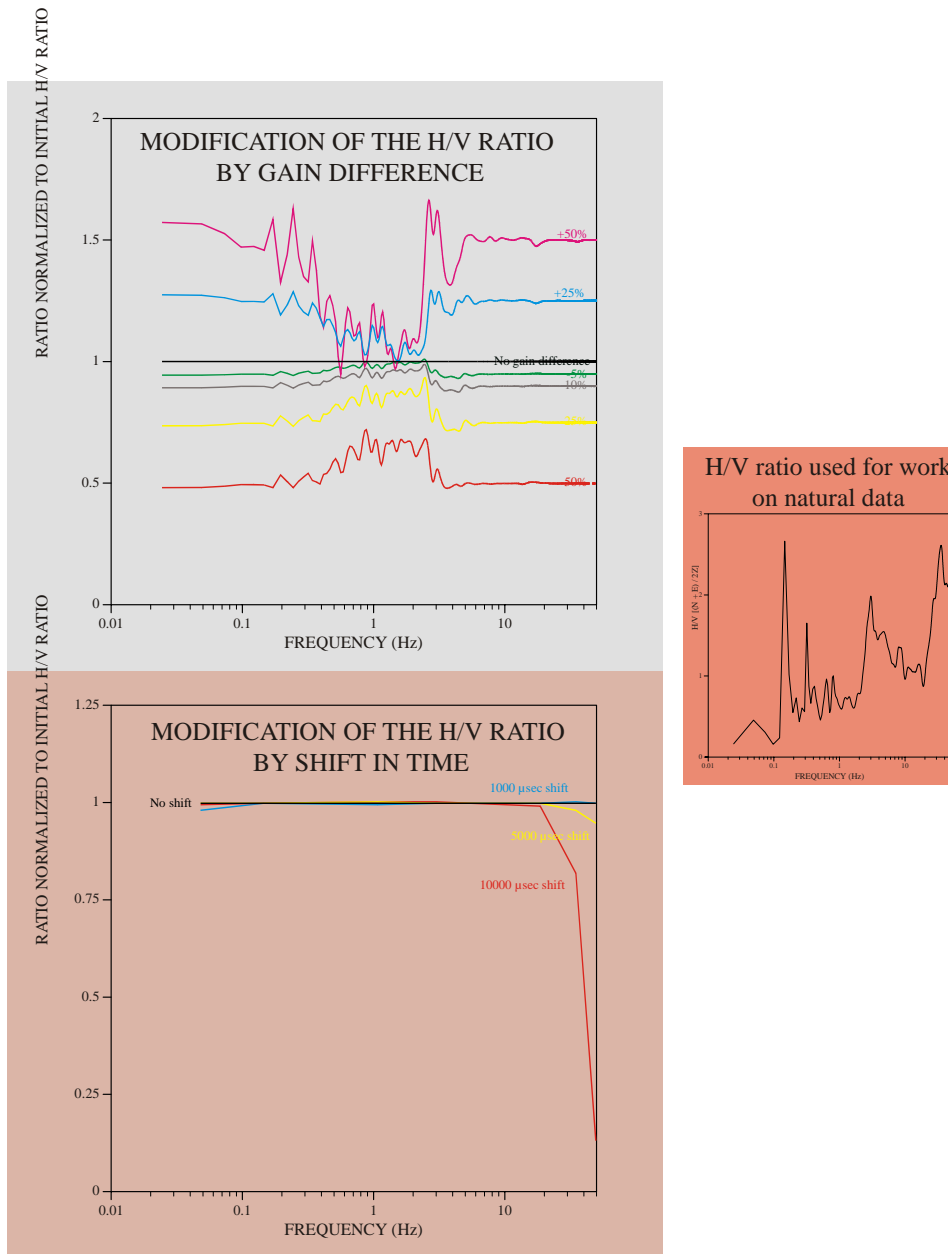 RATIO NORMALIZED TO INITIAL H/V RATIO
MODIFICATION OF THE H/V RATIO
BY GAIN DIFFERENCE
2
1.5
1
0.5
0
+50%
+25%
No gain difference
-5%
-10%
-25%
-50%
0.01
0.1
1
10
FREQUENCY (Hz)
RATIO NORMALIZED TO INITIAL H/V RATIO
MODIFICATION OF THE H/V RATIO
BY SHIFT IN TIME
1.25
1
0.75
0.5
0.25
0
No shift
1000 µsec shift
5000 µsec shift
10000 µsec shift
0.01
0.1
1
10
FREQUENCY (Hz)
H/V ratio used for work
on natural data
H/V [(N + E) / 2Z]
3
2
1
0
0.01
0.1
1
10
FREQUENCY (Hz)